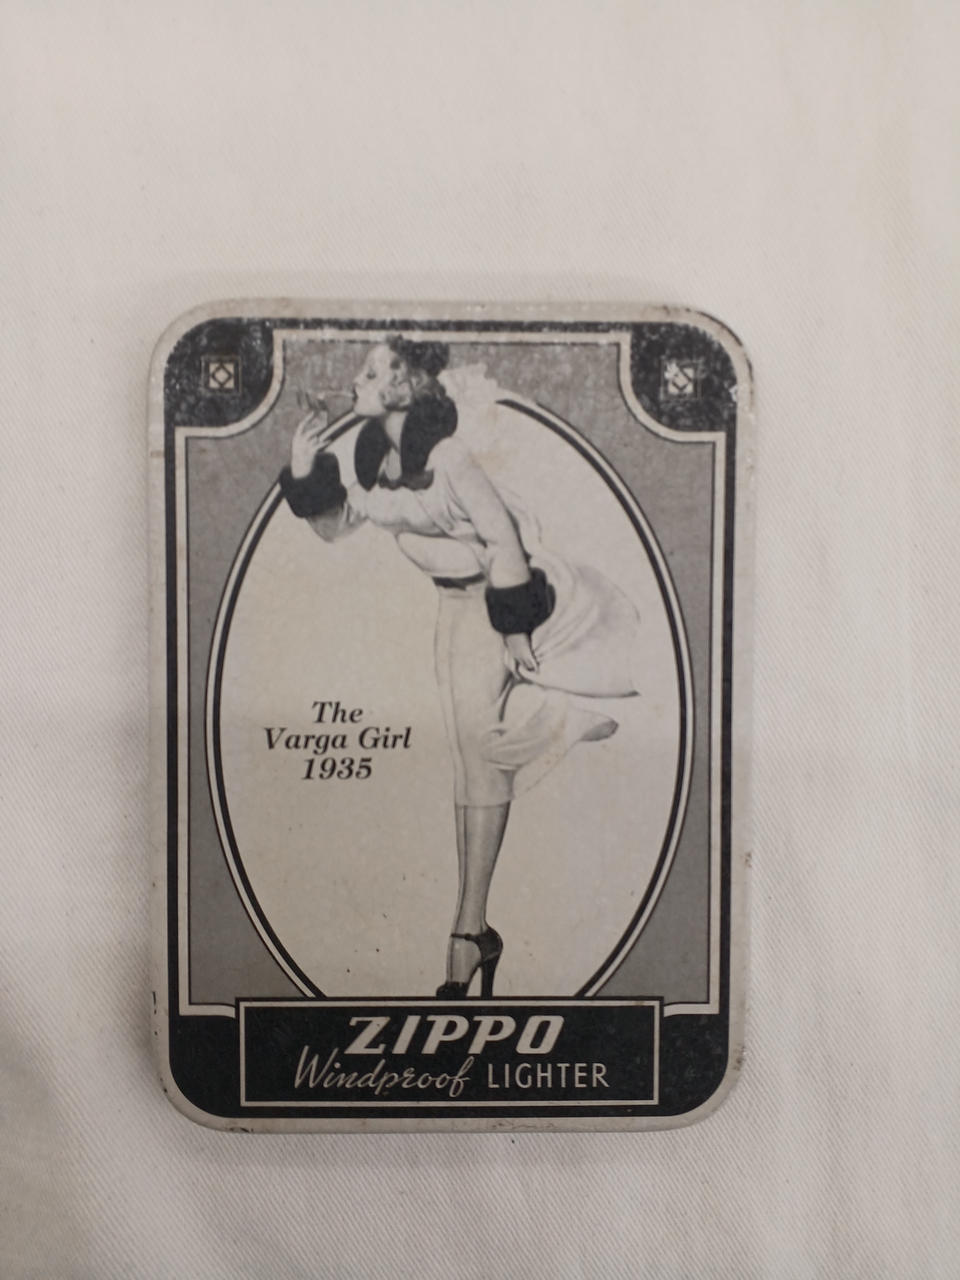 The
Varga Girl
1935
ZIPPO
Windproof LIGHTER